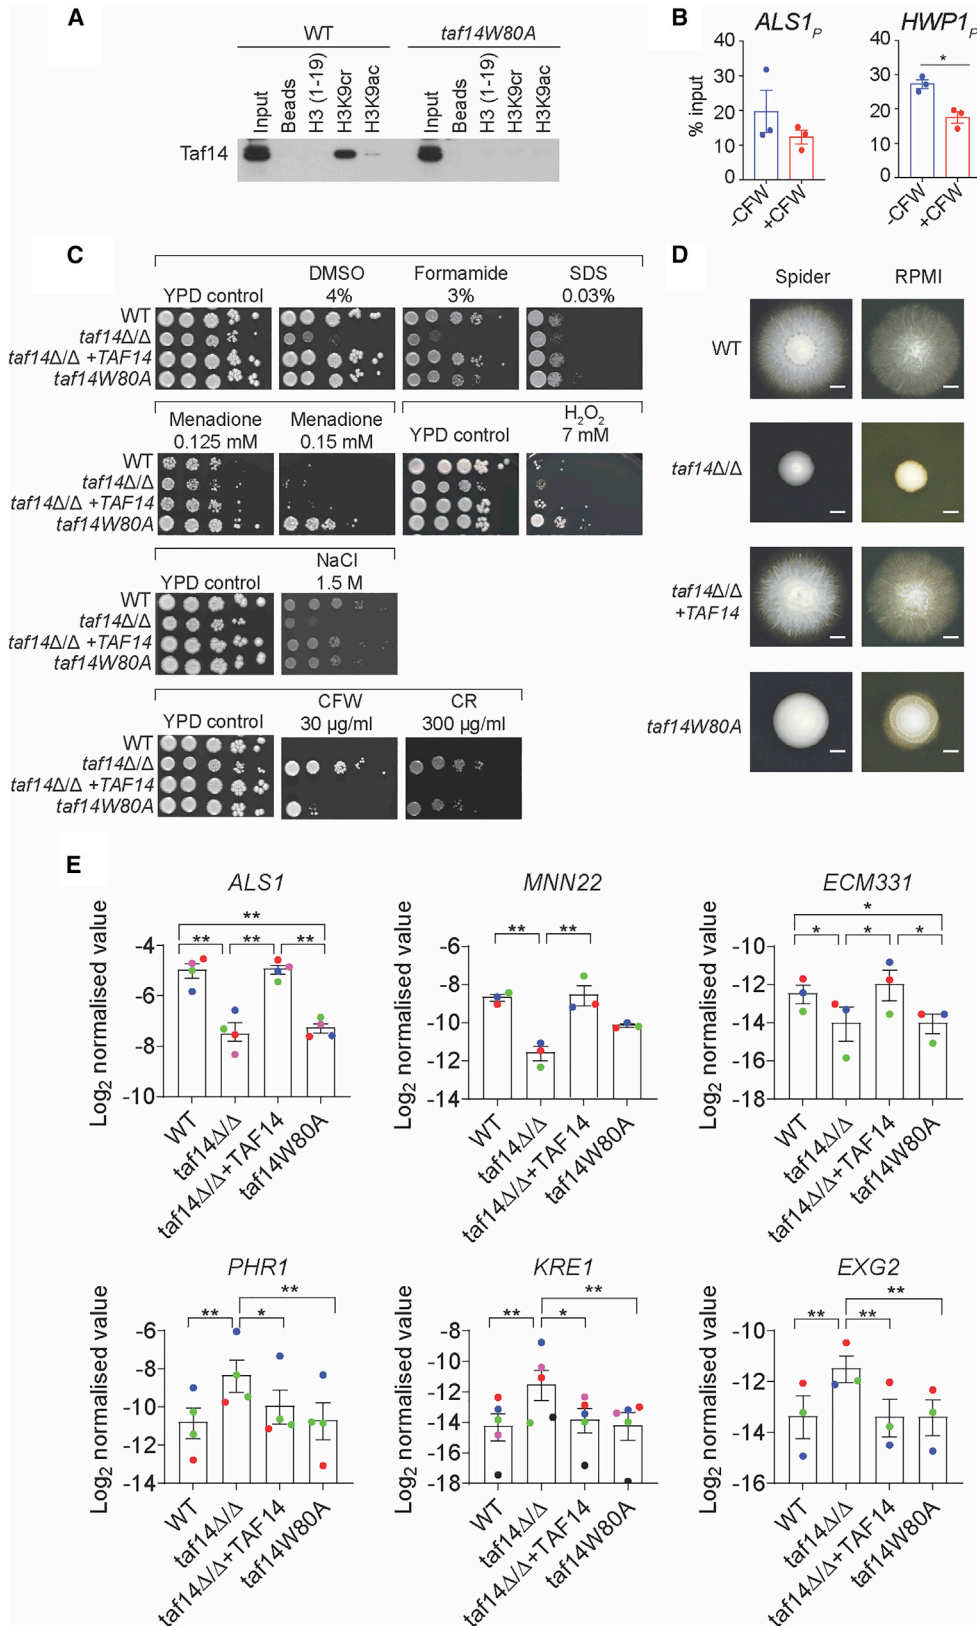 A
WT
taf14W80A
Input
Beads
H3 (1-19)
H3K9cr
H3K9ac
Input
Beads
H3 (1-19)
H3K9cr
H3K9ac
Taf14
B
ALS1P
HWP1P
% input
40
30
20
10
0
-CFW
+CFW
40
30
20
10
0
*
-CFW
+CFW
C
YPD control
DMSO
4%
Formamide
3%
SDS
0.03%
WT
taf14Δ/Δ
taf14Δ/Δ +TAF14
taf14W80A
Menadione
0.125 mM
Menadione
0.15 mM
YPD control
H2O2
7 mM
WT
taf14Δ/Δ
taf14Δ/Δ +TAF14
taf14W80A
YPD control
NaCl
1.5 M
WT
taf14Δ/Δ
taf14Δ/Δ +TAF14
taf14W80A
YPD control
CFW
30 µg/ml
CR
300 µg/ml
WT
taf14Δ/Δ
taf14Δ/Δ +TAF14
taf14W80A
D
Spider
RPMI
WT
taf14Δ/Δ
taf14Δ/Δ
+TAF14
taf14W80A
E
ALS1
Log2 normalised value
-4
-6
-8
-10
**
**
**
**
WT
taf14Δ/Δ
taf14Δ/Δ+TAF14
taf14W80A
MNN22
Log2 normalised value
-6
-8
-10
-12
-14
**
**
WT
taf14Δ/Δ
taf14Δ/Δ+TAF14
taf14W80A
ECM331
Log2 normalised value
-10
-12
-14
-16
-18
*
*
*
*
WT
taf14Δ/Δ
taf14Δ/Δ+TAF14
taf14W80A
PHR1
Log2 normalised value
-6
-8
-10
-12
-14
**
**
*
WT
taf14Δ/Δ
taf14Δ/Δ+TAF14
taf14W80A
KRE1
Log2 normalised value
-8
-10
-12
-14
-16
-18
**
**
*
WT
taf14Δ/Δ
taf14Δ/Δ+TAF14
taf14W80A
EXG2
Log2 normalised value
-10
-12
-14
-16
**
**
**
WT
taf14Δ/Δ
taf14Δ/Δ+TAF14
taf14W80A